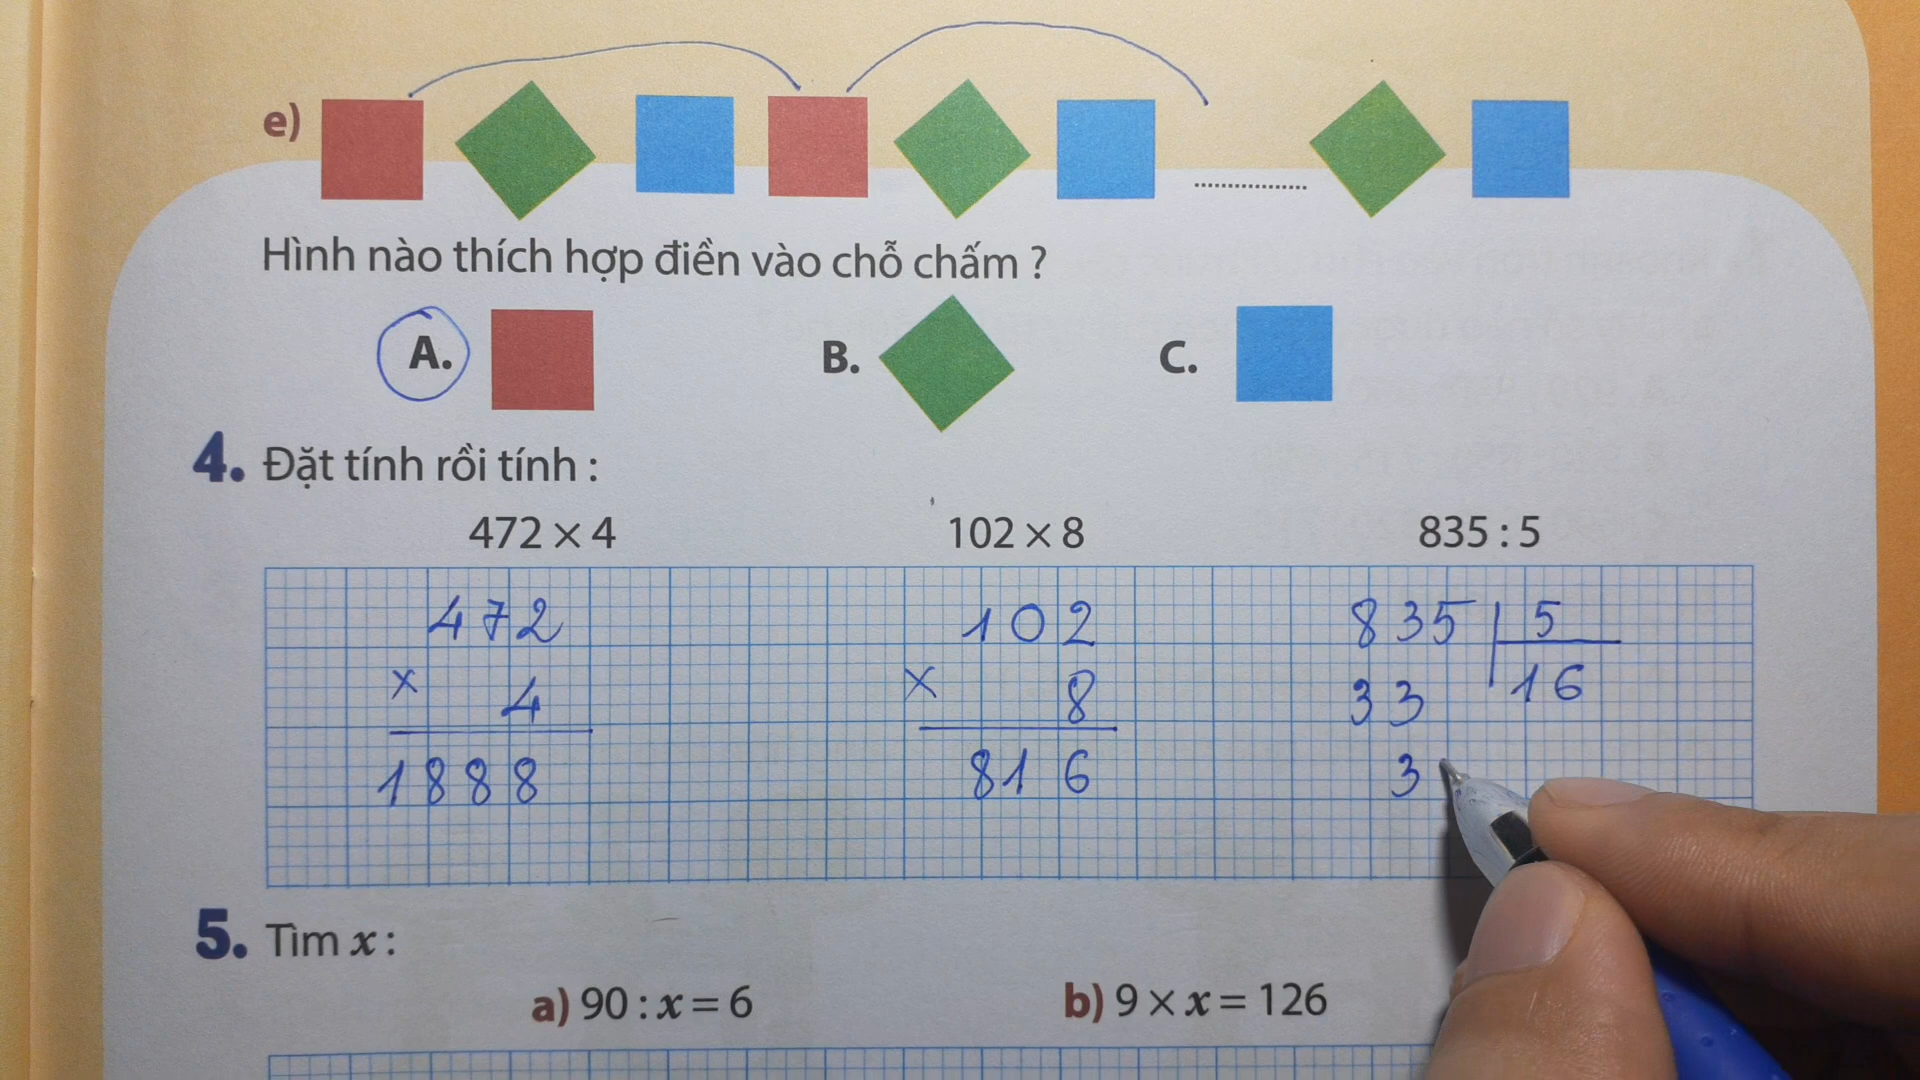 e) ................
Hình nào thích hợp điền vào chỗ chấm ?
A. B. C.
4. Đặt tính rồi tính :
472 × 4 102 × 8 835 : 5
472 102 835 5
× 4 × 8 33 16
1888 816 3
5. Tìm x :
a) 90 : x = 6 b) 9 × x = 126